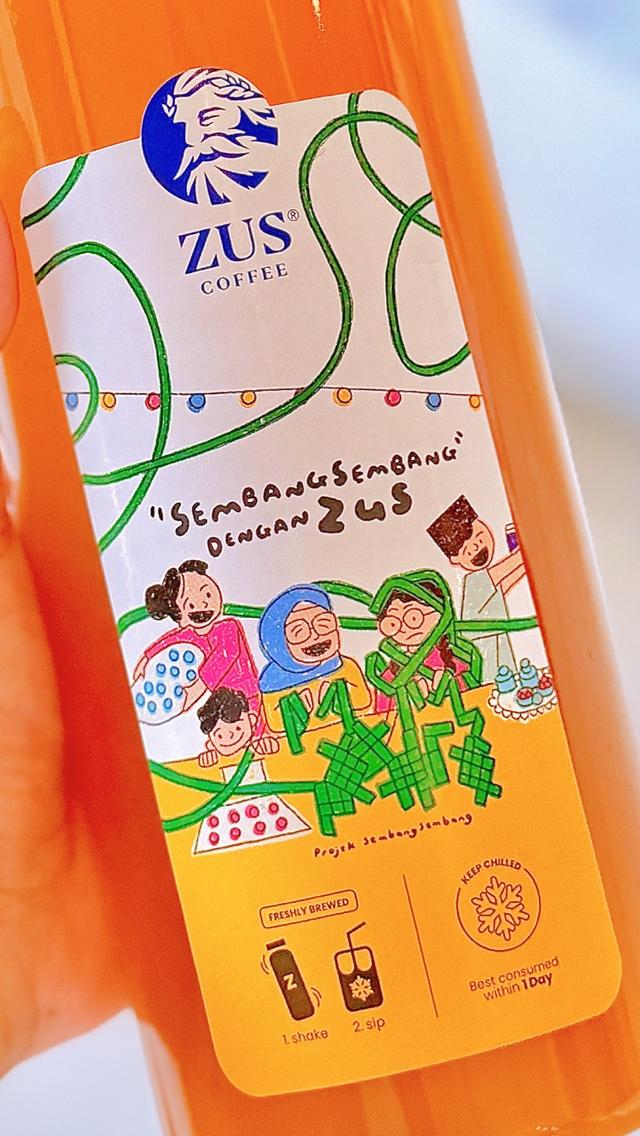 ZUS®
COFFEE
"SEMBANGSEMBANG"
DENGAN ZUS
Projek sembangsembang
FRESHLY BREWED
Z
1. shake
2. sip
KEEP CHILLED
Best consumed
within 1 Day